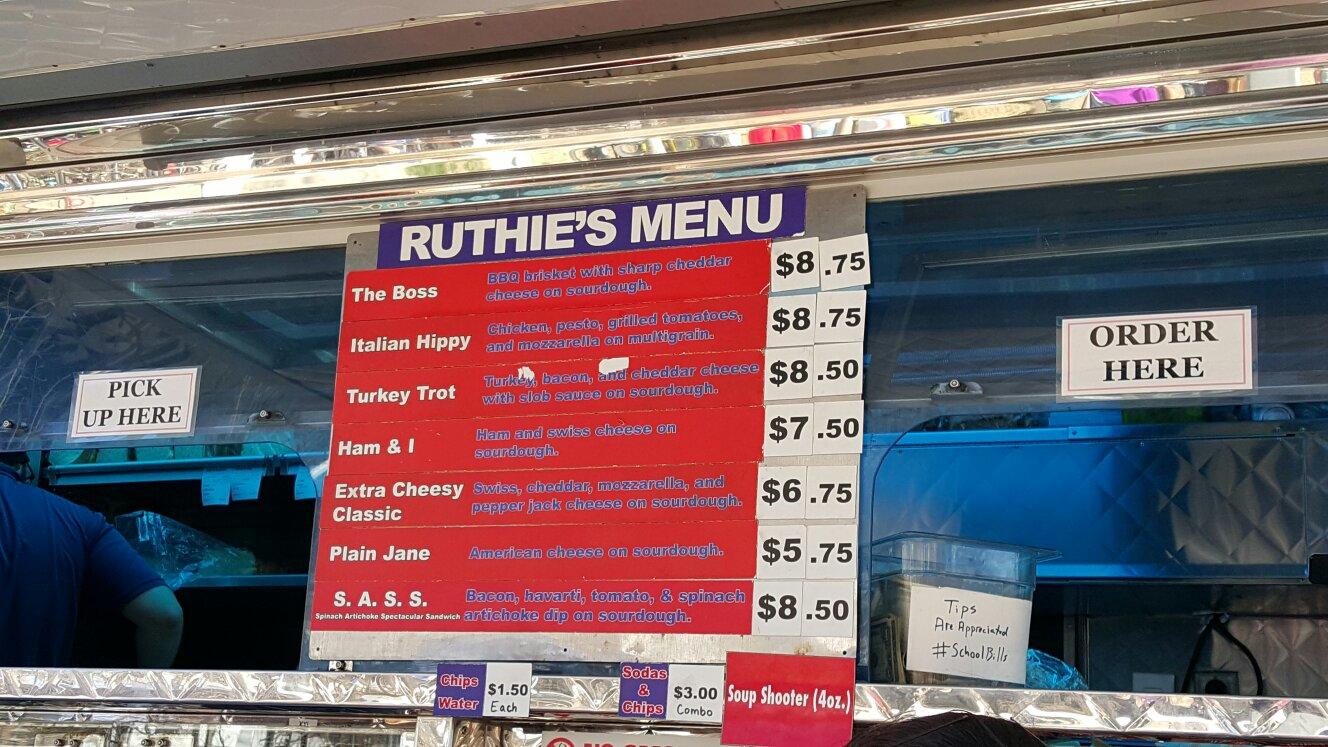 RUTHIE'S MENU
The Boss BBQ brisket with sharp cheddar $8.75
cheese on sourdough.
Italian Hippy Chicken, pesto, grilled tomatoes, $8.75
and mozzarella on multigrain.
Turkey Trot Turkey, bacon, and cheddar cheese $8.50
with slob sauce on sourdough.
Ham & I Ham and swiss cheese on $7.50
sourdough.
Extra Cheesy Swiss, cheddar, mozzarella, and $6.75
Classic pepper jack cheese on sourdough.
Plain Jane American cheese on sourdough. $5.75
S. A. S. S. Bacon, havarti, tomato, & spinach $8.50
Spinach Artichoke Spectacular Sandwich artichoke dip on sourdough.
PICK
UP HERE
ORDER
HERE
Tips
Are Appreciated
#SchoolBills
Chips $1.50
Water Each
Sodas
&
Chips
$3.00
Combo
Soup Shooter (4oz.)